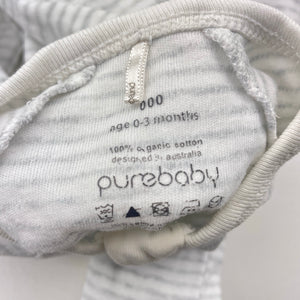 000
age 0-3 months
100% organic cotton
designed in australia
purebaby